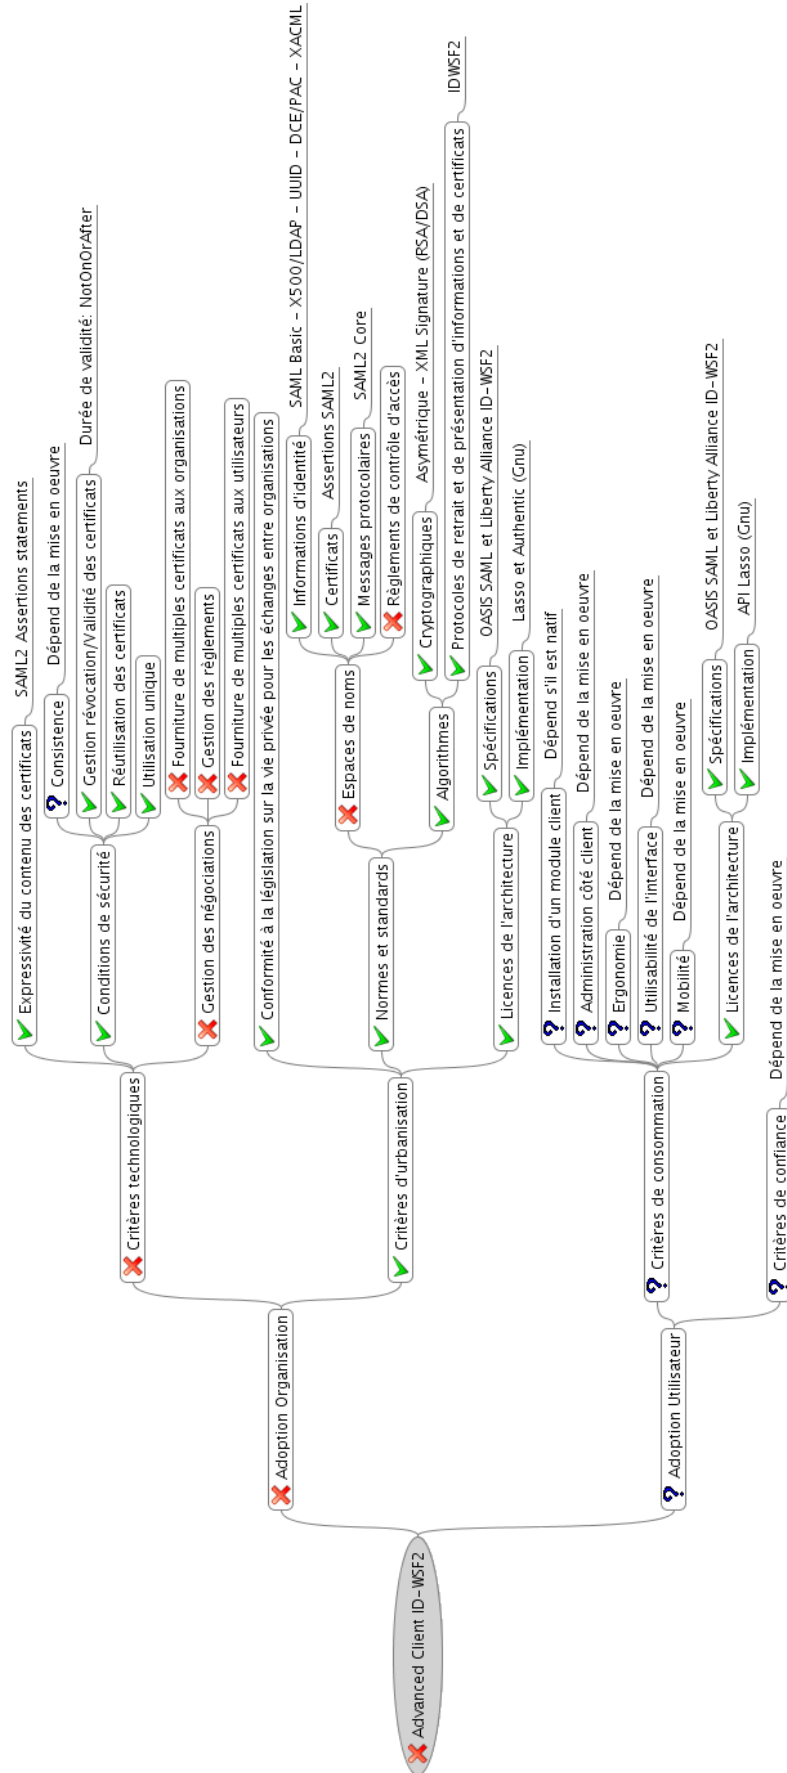 Advanced Client ID-WSF2
Adoption Organisation
Critères technologiques
Expressivité du contenu des certificats
SAML2 Assertions statements
Conditions de sécurité
Consistence
Dépend de la mise en oeuvre
Gestion révocation/Validité des certificats
Durée de validité: NotOnOrAfter
Réutilisation des certificats
Utilisation unique
Gestion des négociations
Fourniture de multiples certificats aux organisations
Gestion des règlements
Fourniture de multiples certificats aux utilisateurs
Critères d'urbanisation
Conformité à la législation sur la vie privée pour les échanges entre organisations
Normes et standards
Espaces de noms
Informations d'identité
SAML Basic - X500/LDAP - UUID - DCE/PAC - XACML
Certificats
Assertions SAML2
Messages protocolaires
SAML2 Core
Règlements de contrôle d'accès
Algorithmes
Cryptographiques
Asymétrique - XML Signature (RSA/DSA)
Protocoles de retrait et de présentation d'informations et de certificats
IDWSF2
Licences de l'architecture
Spécifications
OASIS SAML et Liberty Alliance ID-WSF2
Implémentation
Lasso et Authentic (Gnu)
Adoption Utilisateur
Critères de consommation
Installation d'un module client
Dépend s'il est natif
Administration côté client
Dépend de la mise en oeuvre
Ergonomie
Dépend de la mise en oeuvre
Utilisabilité de l'interface
Dépend de la mise en oeuvre
Mobilité
Dépend de la mise en oeuvre
Licences de l'architecture
Spécifications
OASIS SAML et Liberty Alliance ID-WSF2
Implémentation
API Lasso (Gnu)
Critères de confiance
Dépend de la mise en oeuvre